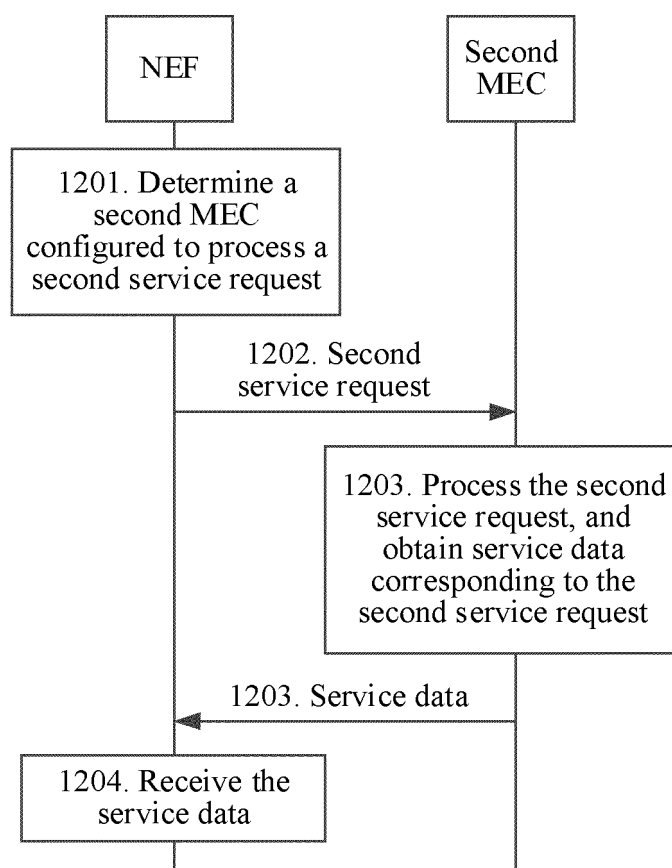 NEF
Second
MEC
1201. Determine a
second MEC
configured to process a
second service request
1202. Second
service request
1203. Process the second
service request, and
obtain service data
corresponding to the
second service request
1203. Service data
1204. Receive the
service data